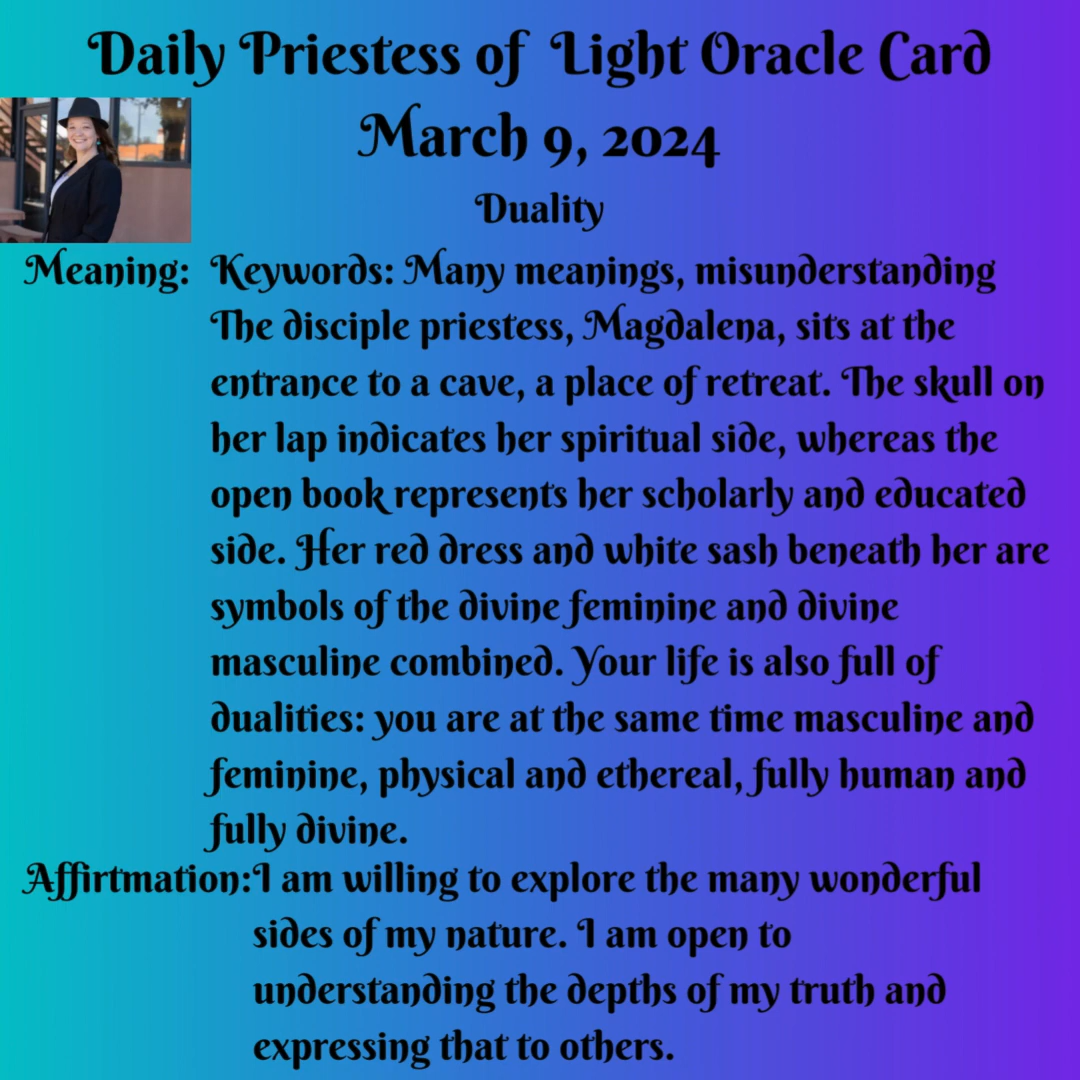 Daily Priestess of Light Oracle Card
March 9, 2024
Duality
Meaning: Keywords: Many meanings, misunderstanding
The disciple priestess, Magdalena, sits at the
entrance to a cave, a place of retreat. The skull on
her lap indicates her spiritual side, whereas the
open book represents her scholarly and educated
side. Her red dress and white sash beneath her are
symbols of the divine feminine and divine
masculine combined. Your life is also full of
dualities: you are at the same time masculine and
feminine, physical and ethereal, fully human and
fully divine.
Affirtmation:I am willing to explore the many wonderful
sides of my nature. I am open to
understanding the depths of my truth and
expressing that to others.